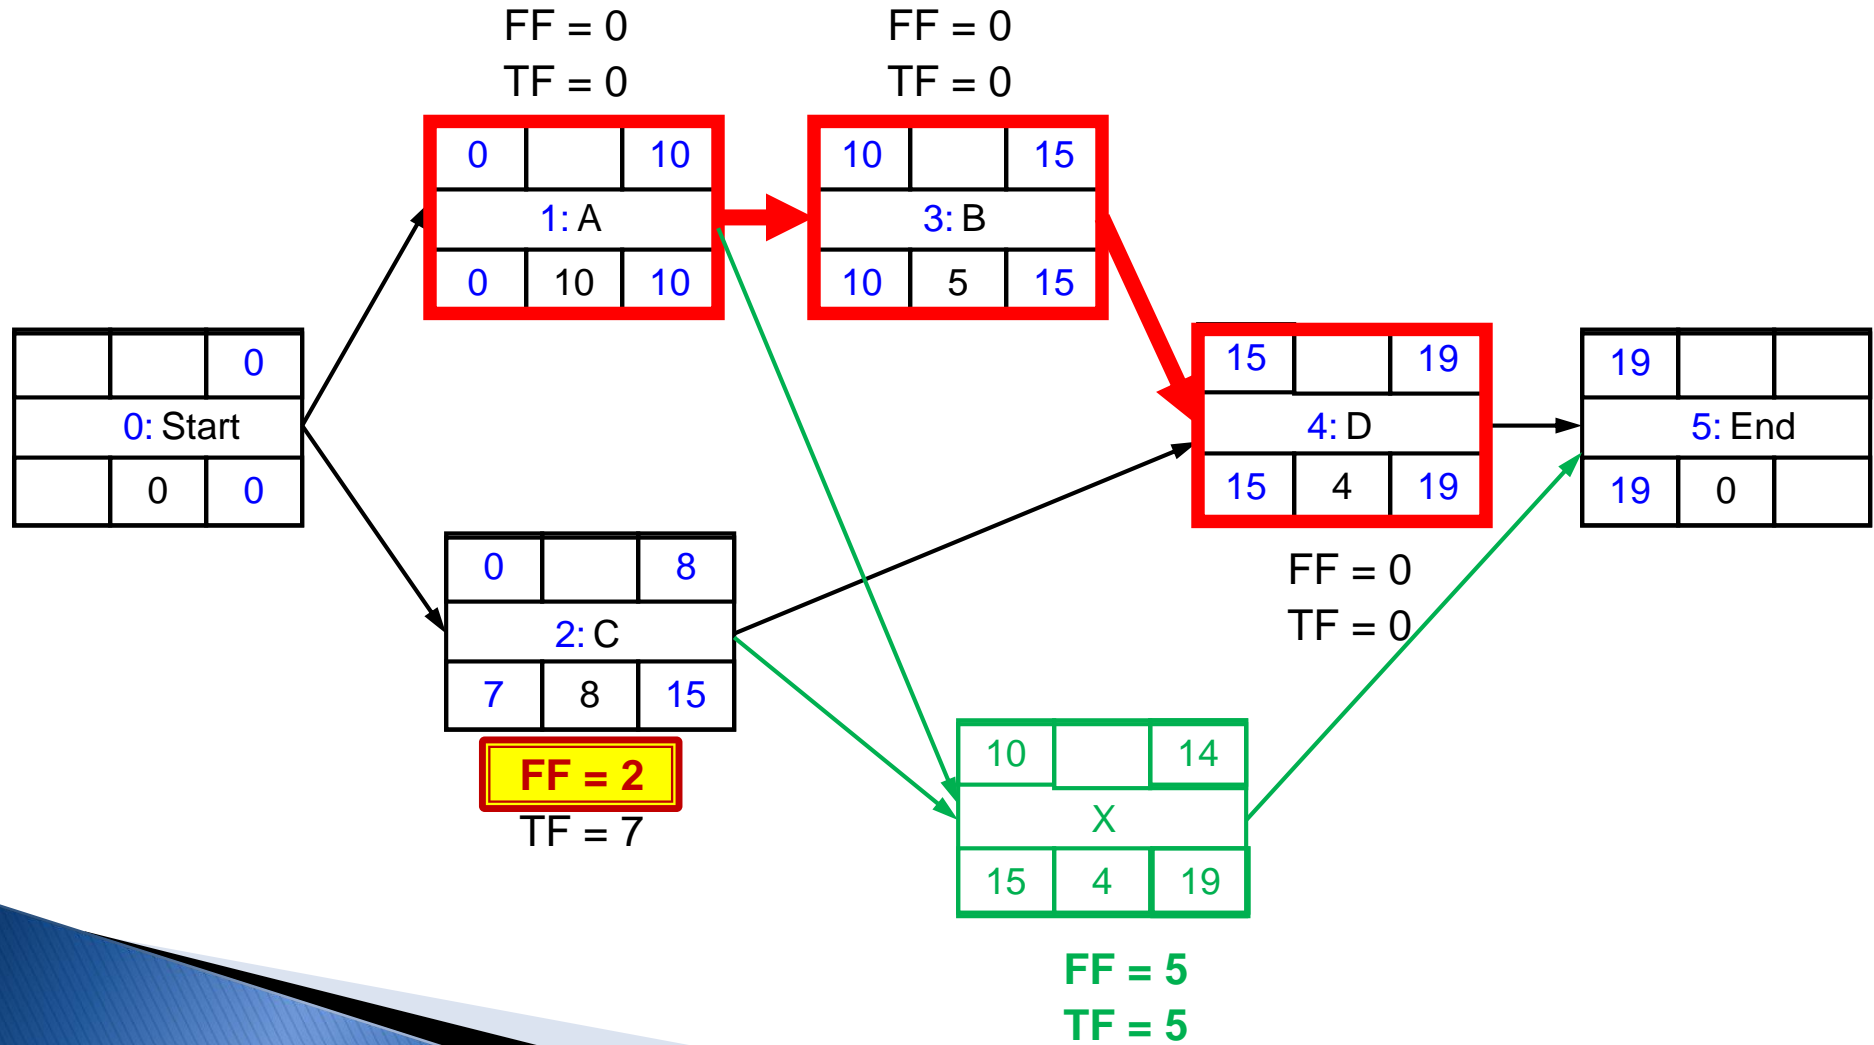 FF = 0
TF = 0
FF = 0
TF = 0
0 10
1: A
0 10 10
10 15
3: B
10 5 15
0
0: Start
0 0
15 19
4: D
15 4 19
19
5: End
19 0
0 8
2: C
7 8 15
FF = 2
TF = 7
FF = 0
TF = 0
10 14
X
15 4 19
FF = 5
TF = 5